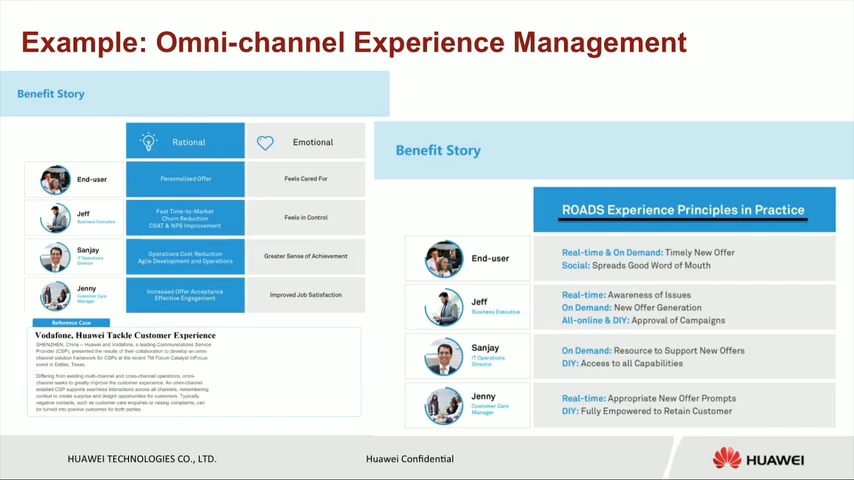 Example: Omni-channel Experience Management
Benefit Story
Rational
Emotional
End-user
Personalized Offer
Feels Cared For
Jeff
Business Executive
Fast Time-to-Market
Churn Reduction
CSAT & NPS Improvement
Feels in Control
Sanjay
IT Operations
Director
Operations Cost Reduction
Agile Development and Operations
Greater Sense of Achievement
Jenny
Customer Care
Manager
Increased Offer Acceptance
Effective Engagement
Improved Job Satisfaction
Reference Case
Vodafone, Huawei Tackle Customer Experience
SHENZHEN, China – Huawei and Vodafone, a leading Communications Service
Provider (CSP), presented the results of their collaboration to develop an omni-
channel solution framework for CSPs at the recent TM Forum Catalyst InFocus
event in Dallas, Texas.
Differing from existing multi-channel and cross-channel operations, omni-
channel seeks to greatly improve the customer experience. An omni-channel
enabled CSP supports seamless interactions across all channels, remembering
context to create surprise and delight opportunities for customers. Typically
negative contacts, such as customer care enquiries or raising complaints, can
be turned into positive outcomes for both parties.
Benefit Story
ROADS Experience Principles in Practice
End-user
Real-time & On Demand: Timely New Offer
Social: Spreads Good Word of Mouth
Jeff
Business Executive
Real-time: Awareness of Issues
On Demand: New Offer Generation
All-online & DIY: Approval of Campaigns
Sanjay
IT Operations
Director
On Demand: Resource to Support New Offers
DIY: Access to all Capabilities
Jenny
Customer Care
Manager
Real-time: Appropriate New Offer Prompts
DIY: Fully Empowered to Retain Customer
HUAWEI TECHNOLOGIES CO., LTD.
Huawei Confidential
HUAWEI